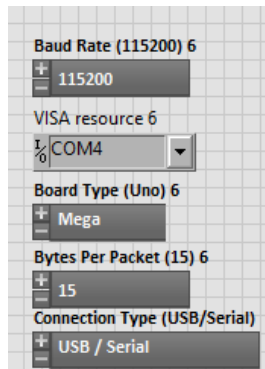 Baud Rate (115200) 6
115200
VISA resource 6
I/O COM4
Board Type (Uno) 6
Mega
Bytes Per Packet (15) 6
15
Connection Type (USB/Serial)
USB / Serial